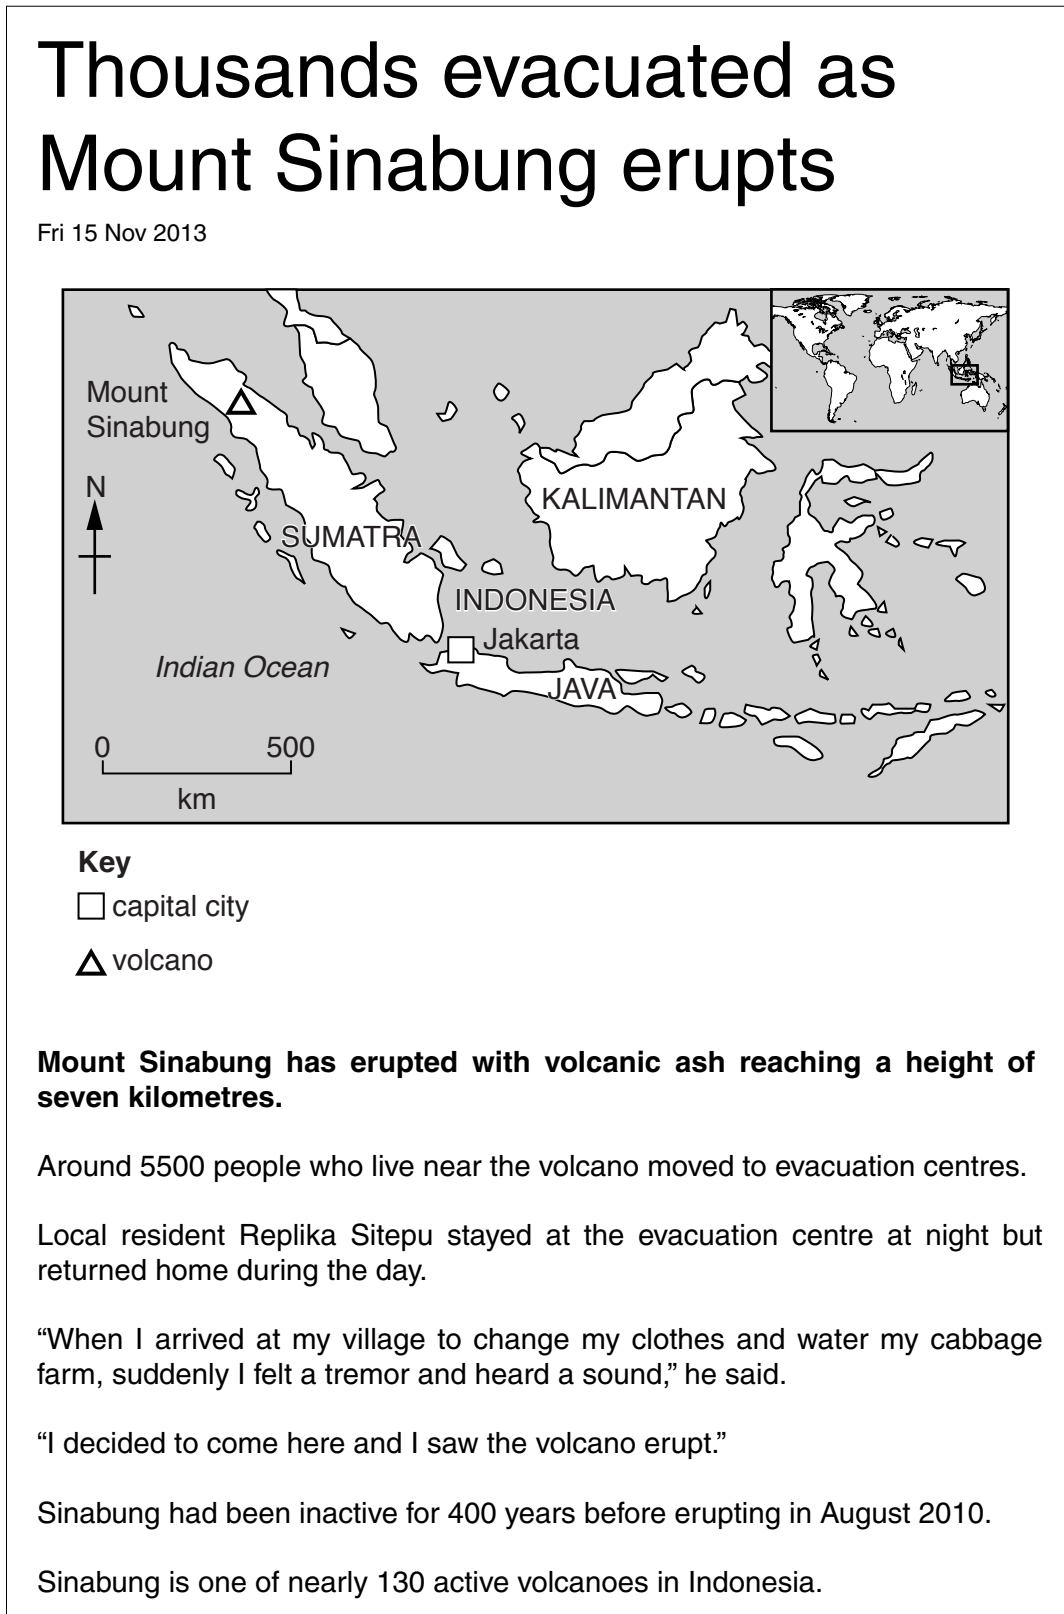 Thousands evacuated as
Mount Sinabung erupts
Fri 15 Nov 2013
Mount
Sinabung
N
KALIMANTAN
SUMATRA
INDONESIA
Jakarta
Indian Ocean
JAVA
0 500
km
Key
capital city
volcano
Mount Sinabung has erupted with volcanic ash reaching a height of
seven kilometres.
Around 5500 people who live near the volcano moved to evacuation centres.
Local resident Replika Sitepu stayed at the evacuation centre at night but
returned home during the day.
“When I arrived at my village to change my clothes and water my cabbage
farm, suddenly I felt a tremor and heard a sound,” he said.
“I decided to come here and I saw the volcano erupt.”
Sinabung had been inactive for 400 years before erupting in August 2010.
Sinabung is one of nearly 130 active volcanoes in Indonesia.